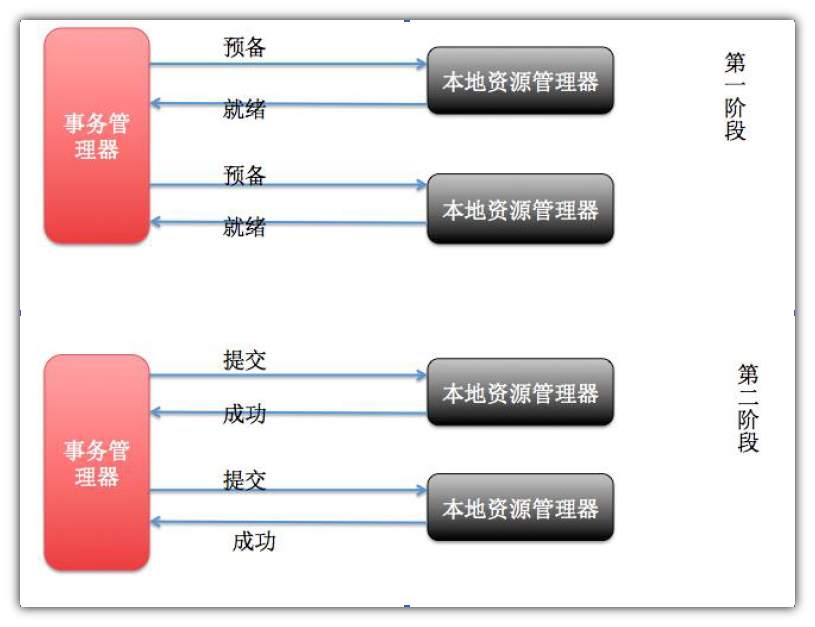 预备
本地资源管理器
就绪
事务管
理器
预备
本地资源管理器
就绪
第一阶段
提交
本地资源管理器
成功
事务管
理器
提交
本地资源管理器
成功
第二阶段